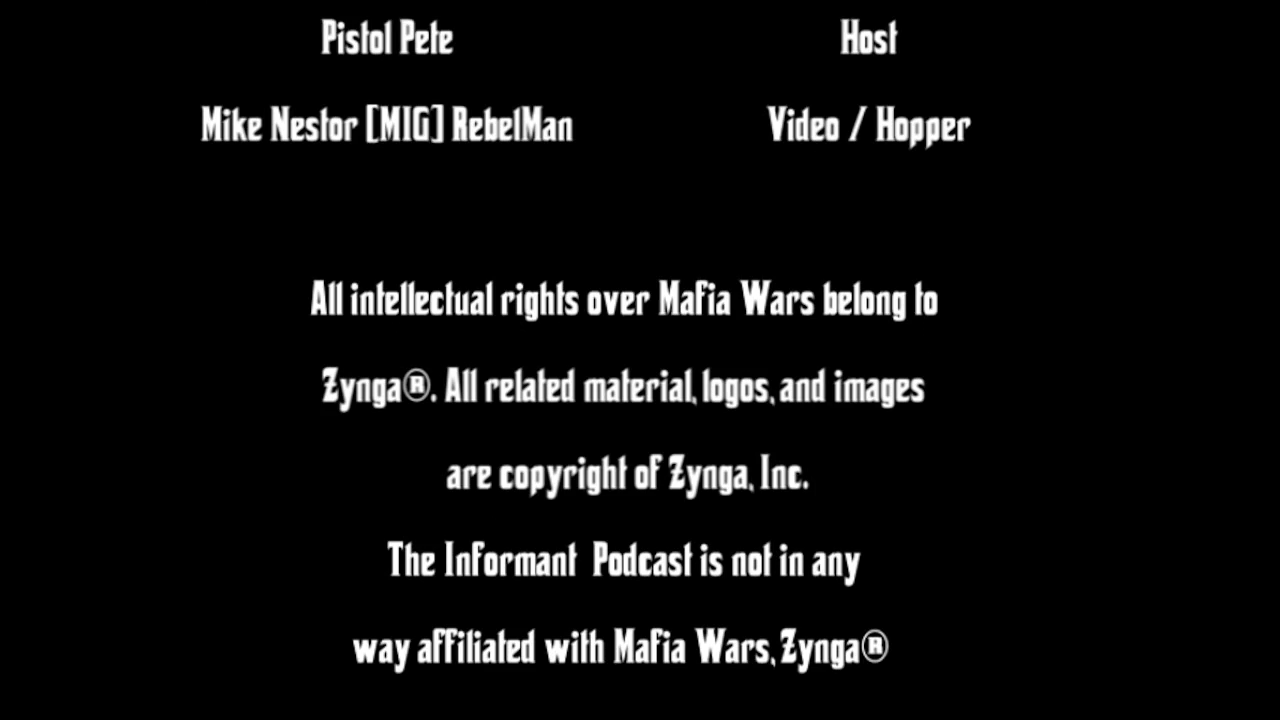 Pistol Pete Host
Mike Nestor [MIG] RebelMan Video / Hopper
All intellectual rights over Mafia Wars belong to
Zynga®. All related material, logos, and images
are copyright of Zynga, Inc.
The Informant Podcast is not in any
way affiliated with Mafia Wars, Zynga®